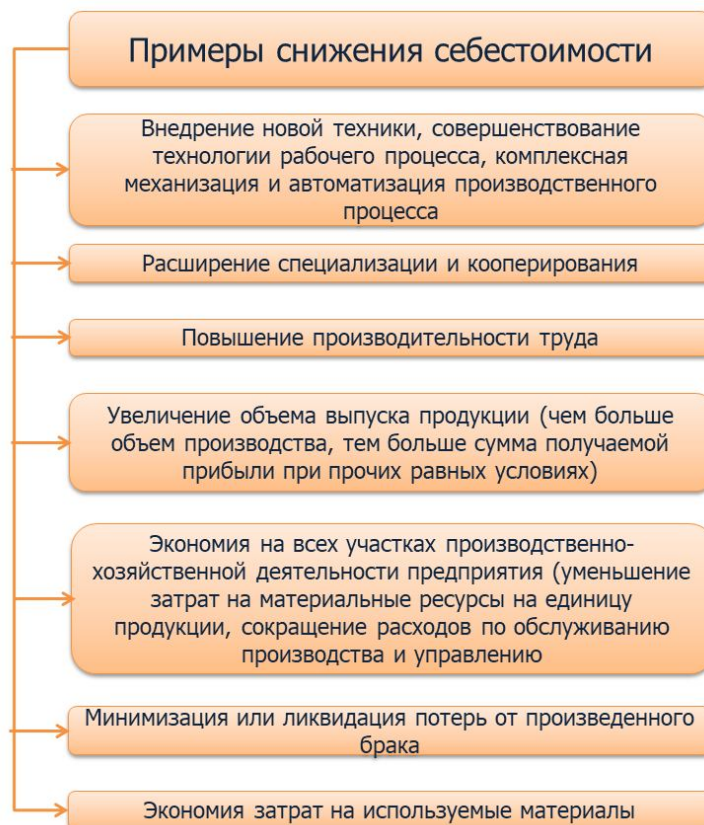 Примеры снижения себестоимости
Внедрение новой техники, совершенствование
технологии рабочего процесса, комплексная
механизация и автоматизация производственного
процесса
Расширение специализации и кооперирования
Повышение производительности труда
Увеличение объема выпуска продукции (чем больше
объем производства, тем больше сумма получаемой
прибыли при прочих равных условиях)
Экономия на всех участках производственно-
хозяйственной деятельности предприятия (уменьшение
затрат на материальные ресурсы на единицу
продукции, сокращение расходов по обслуживанию
производства и управлению
Минимизация или ликвидация потерь от произведенного
брака
Экономия затрат на используемые материалы